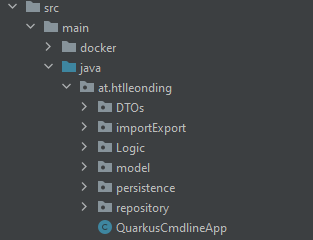 src
main
docker
java
at.htlleonding
DTOs
importExport
Logic
model
persistence
repository
C QuarkusCmdlineApp